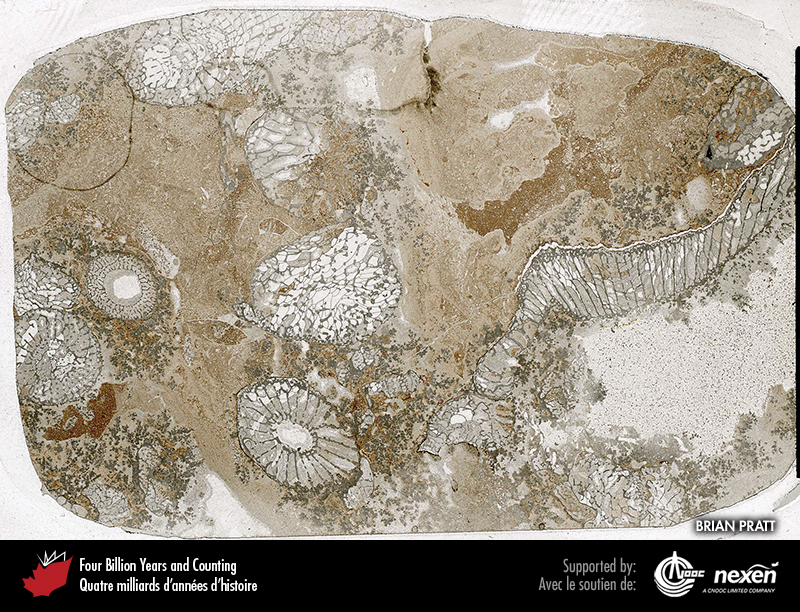 BRIAN PRATT
Four Billion Years and Counting
Quatre milliards d'années d'histoire
Supported by:
Avec le soutien de:
CNOOC
nexen
A CNOOC LIMITED COMPANY